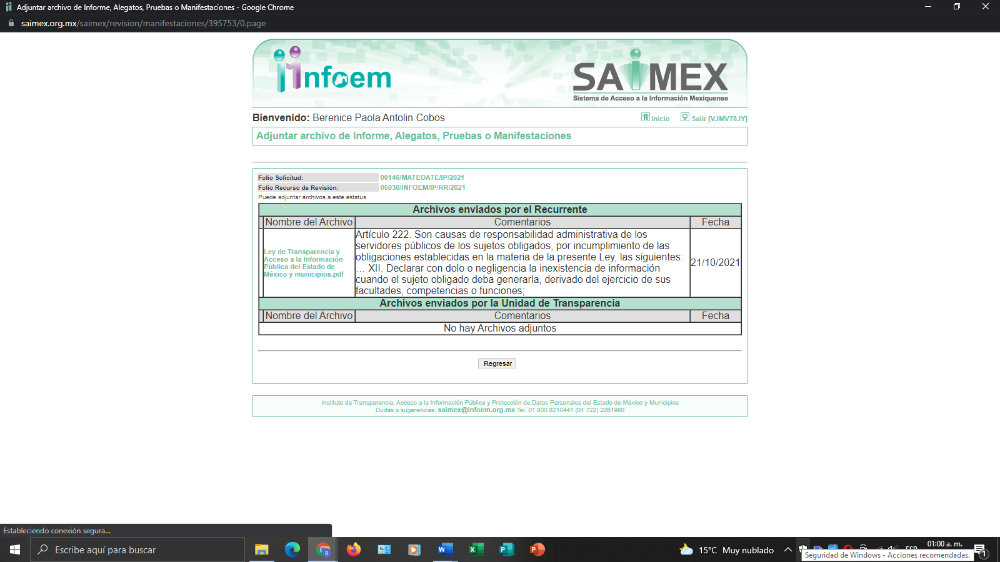 Adjuntar archivo de Informe, Alegatos, Pruebas o Manifestaciones - Google Chrome
saimex.org.mx/saimex/revision/manifestaciones/395753/0.page
infoem
SAIMEX
Sistema de Acceso a la Información Mexiquense
Bienvenido: Berenice Paola Antolin Cobos
Inicio Salir [VJMV78JY]
Adjuntar archivo de Informe, Alegatos, Pruebas o Manifestaciones
Folio Solicitud: 00146/MATEOATE/IP/2021
Folio Recurso de Revisión: 05030/INFOEM/IP/RR/2021
Puede adjuntar archivos a este estatus
Archivos enviados por el Recurrente
Nombre del Archivo Comentarios Fecha
Ley de Transparencia y
Acceso a la Información
Pública del Estado de
México y municipios.pdf
Artículo 222. Son causas de responsabilidad administrativa de los
servidores públicos de los sujetos obligados, por incumplimiento de las
obligaciones establecidas en la materia de la presente Ley, las siguientes:
... XII. Declarar con dolo o negligencia la inexistencia de información
cuando el sujeto obligado deba generarla, derivado del ejercicio de sus
facultades, competencias o funciones;
21/10/2021
Archivos enviados por la Unidad de Transparencia
Nombre del Archivo Comentarios Fecha
No hay Archivos adjuntos
Regresar
Instituto de Transparencia, Acceso a la Información Pública y Protección de Datos Personales del Estado de México y Municipios
Dudas o sugerencias: saimex@infoem.org.mx Tel. 01 800 8210441 (01 722) 2261980
Estableciendo conexión segura...
Escribe aquí para buscar
15°C Muy nublado
01:00 a. m.
Seguridad de Windows - Acciones recomendadas.
1